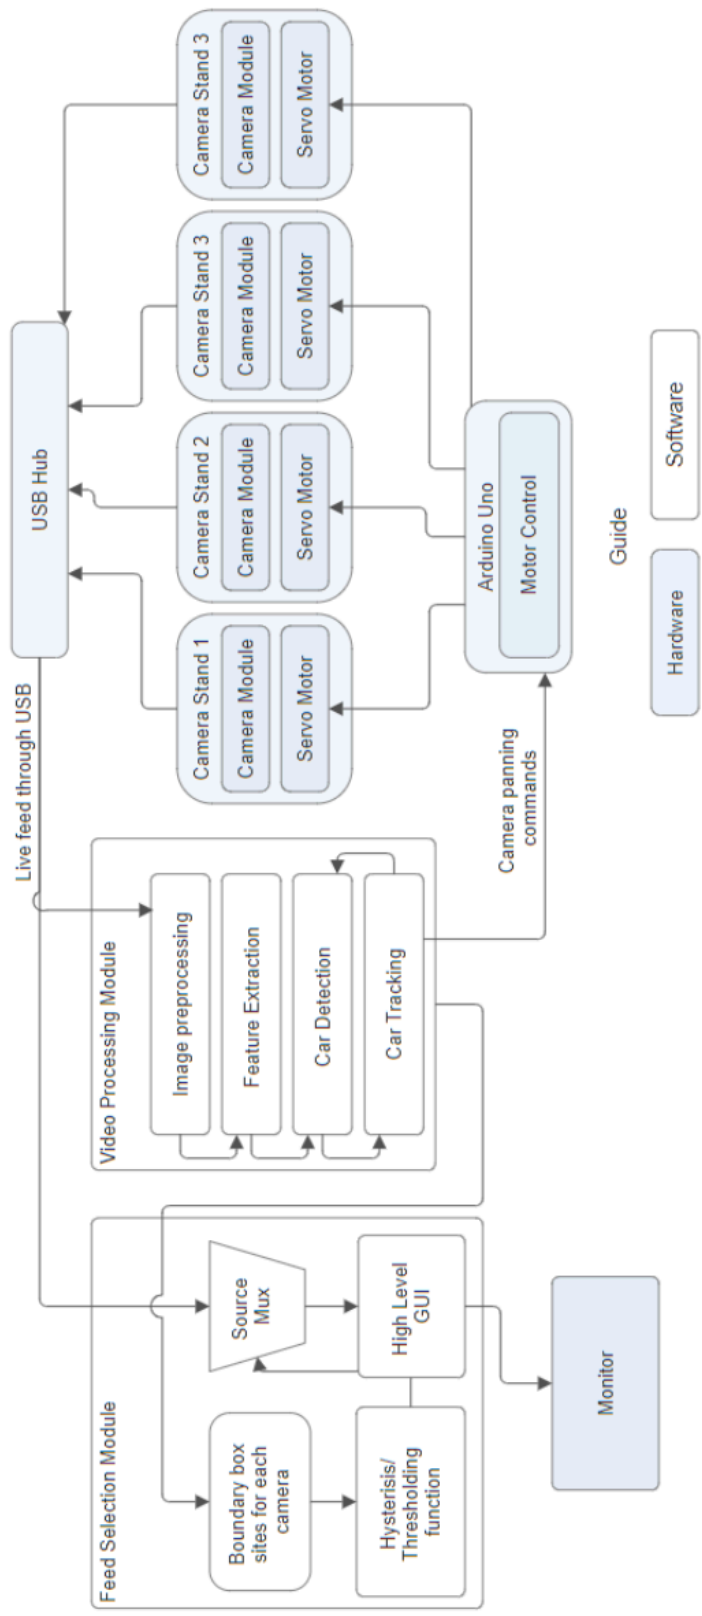 Feed Selection Module
Boundary box
sites for each
camera
Hysterisis/
Thresholding
function
Source
Mux
High Level
GUI
Monitor
Live feed through USB
Video Processing Module
Image preprocessing
Feature Extraction
Car Detection
Car Tracking
Camera panning
commands
USB Hub
Camera Stand 1
Camera Module
Servo Motor
Camera Stand 2
Camera Module
Servo Motor
Camera Stand 3
Camera Module
Servo Motor
Camera Stand 3
Camera Module
Servo Motor
Arduino Uno
Motor Control
Guide
Hardware
Software